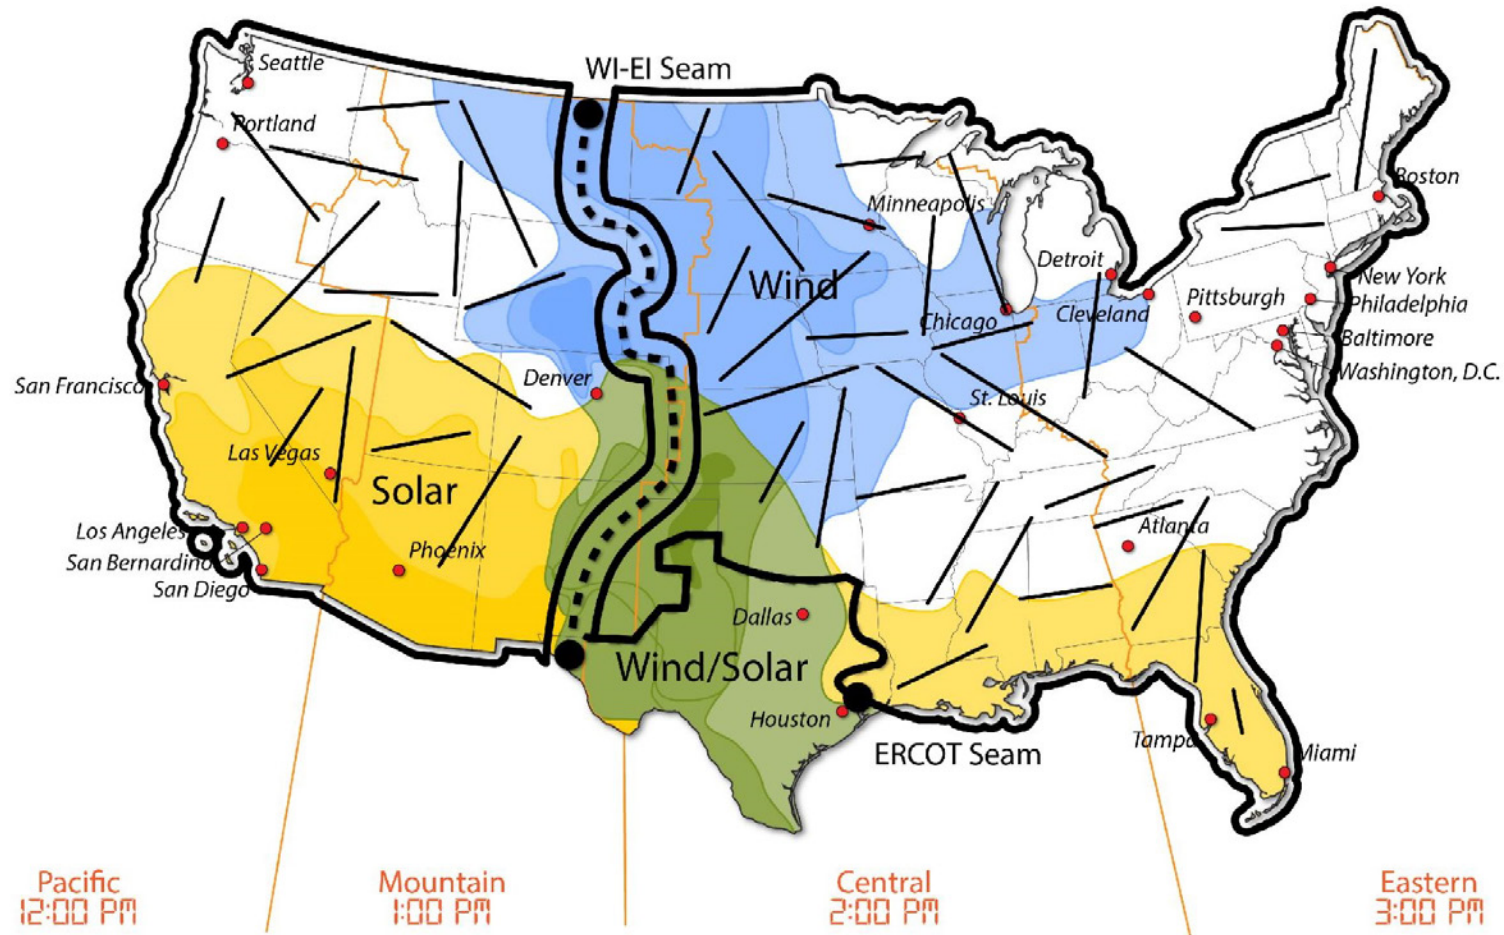 WI-EI Seam
Seattle
Portland
Boston
Minneapolis
Detroit
New York
Wind
Pittsburgh
Philadelphia
Chicago
Cleveland
Baltimore
Washington, D.C.
San Francisco
Denver
St. Louis
Las Vegas
Solar
Los Angeles
Atlanta
Phoenix
San Bernardino
San Diego
Dallas
Wind/Solar
Houston
Tampa
ERCOT Seam
Miami
Pacific
12:00 PM
Mountain
1:00 PM
Central
2:00 PM
Eastern
3:00 PM